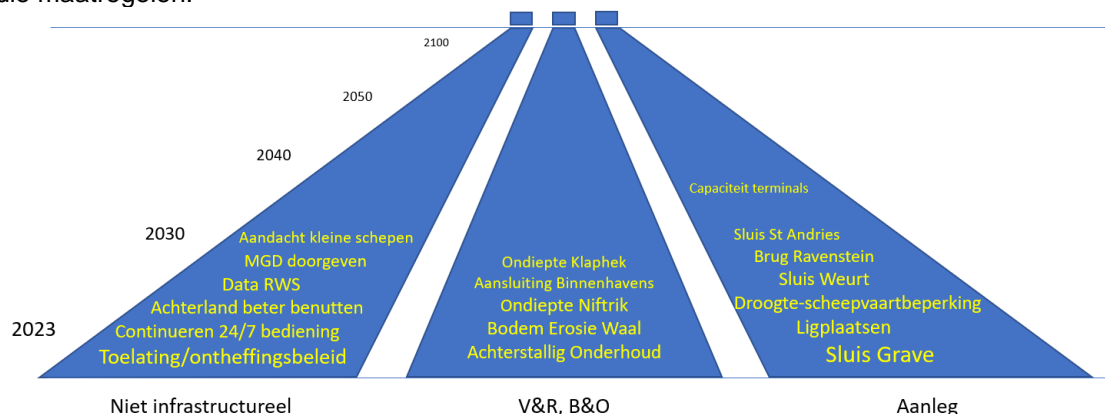 die maatregelen.
2100
2050
2040
2030
2023
Aandacht kleine schepen
MGD doorgeven
Data RWS
Achterland beter benutten
Continueren 24/7 bediening
Toelating/ontheffingsbeleid
Ondiepte Klaphek
Aansluiting Binnenhavens
Ondiepte Niftrik
Bodem Erosie Waal
Achterstallig Onderhoud
Capaciteit terminals
Sluis St Andries
Brug Ravenstein
Sluis Weurt
Droogte-scheepvaartbeperking
Ligplaatsen
Sluis Grave
Niet infrastructureel
V&R, B&O
Aanleg